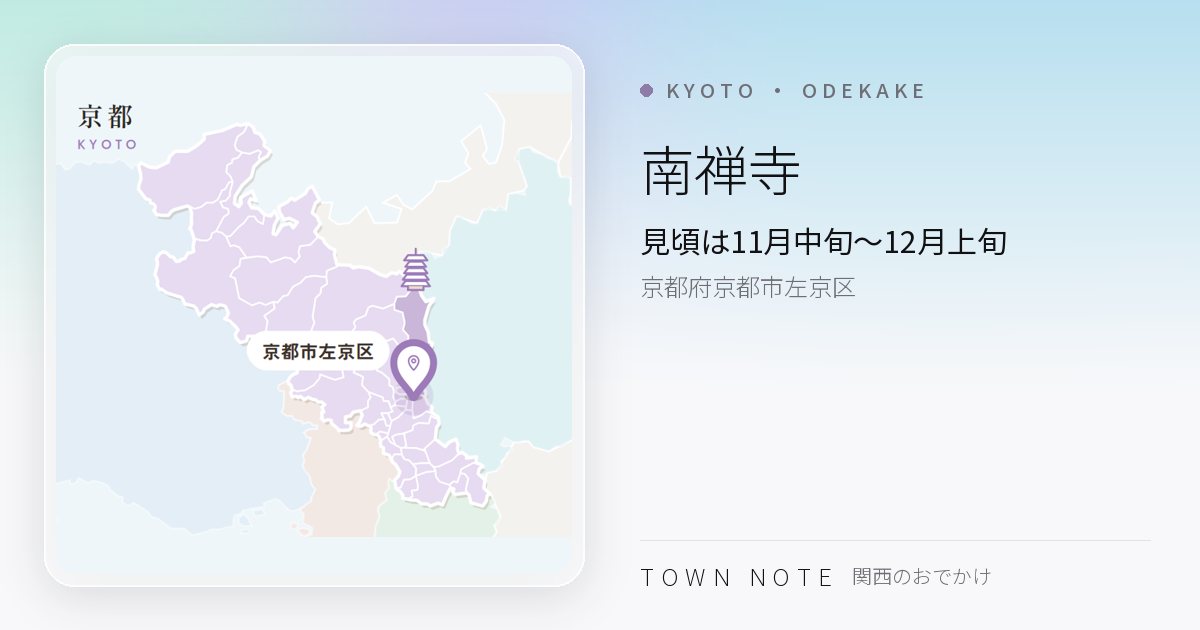 京都
KYOTO
京都市左京区
KYOTO • ODEKAKE
南禅寺
見頃は11月中旬〜12月上旬
京都府京都市左京区
TOWN NOTE 関西のおでかけ